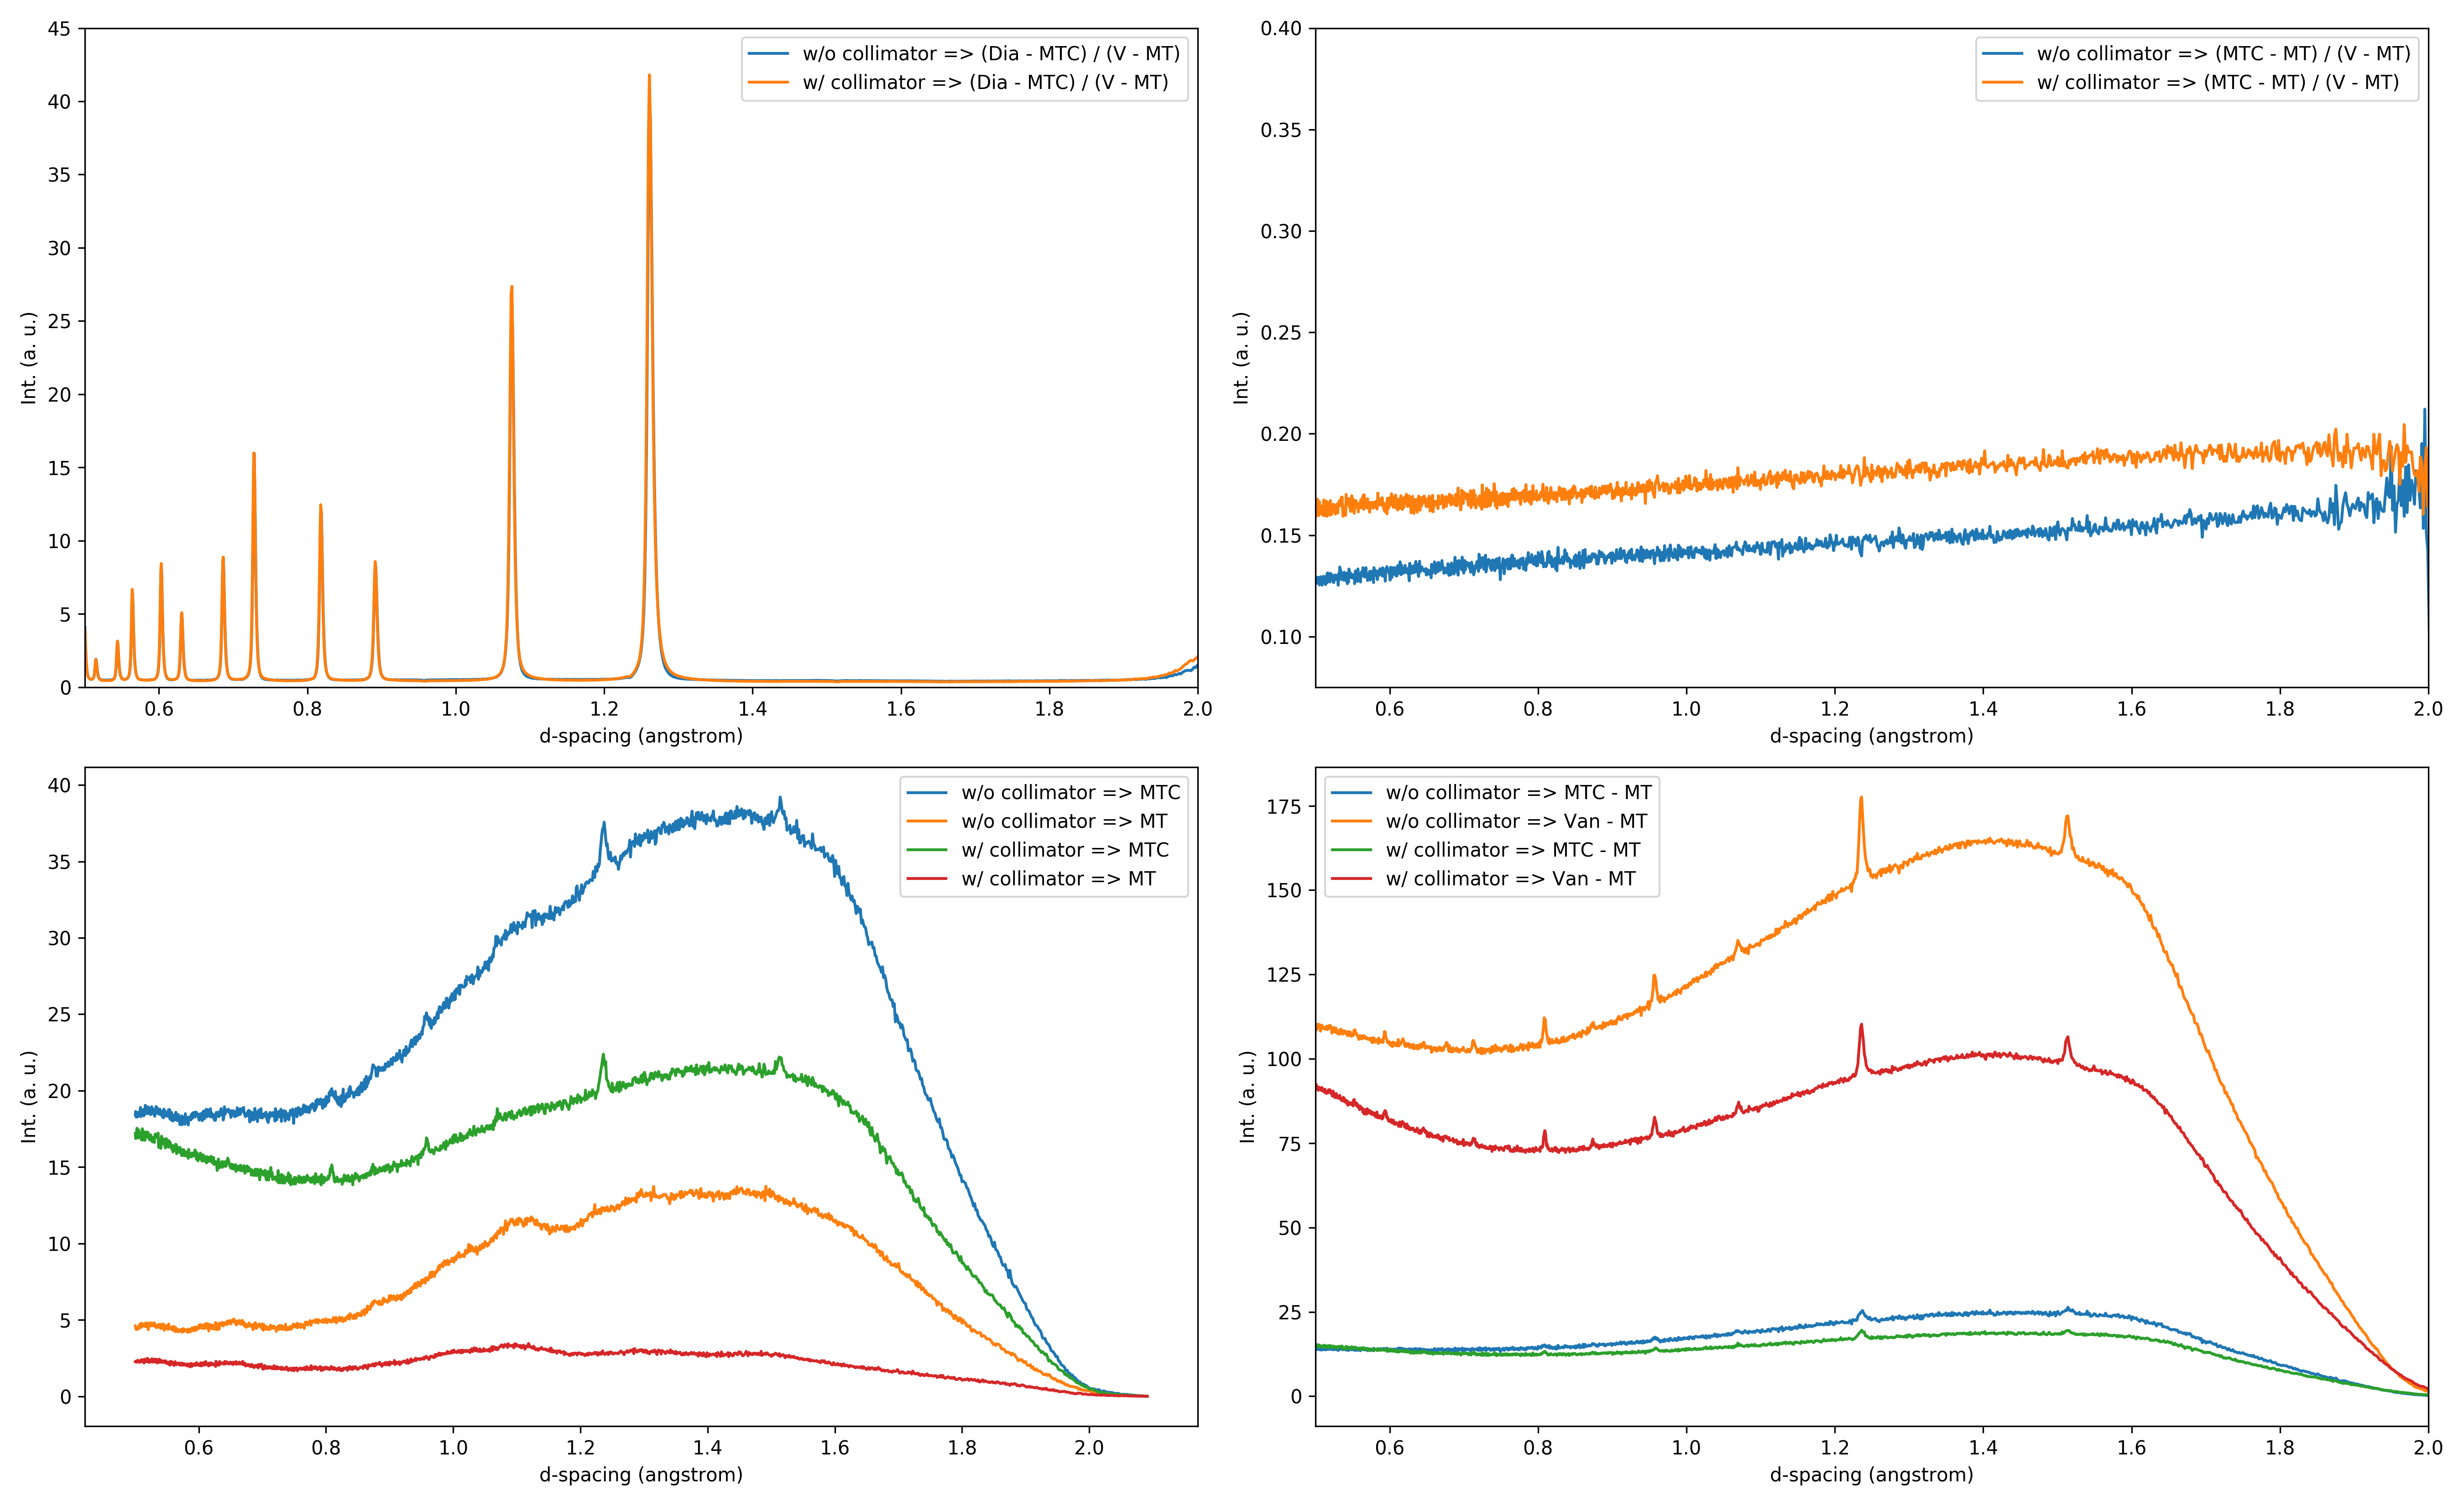 45
40
35
30
25
20
15
10
5
0
Int. (a. u.)
w/o collimator => (Dia - MTC) / (V - MT)
w/ collimator => (Dia - MTC) / (V - MT)
0.6 0.8 1.0 1.2 1.4 1.6 1.8 2.0
d-spacing (angstrom)
0.40
0.35
0.30
0.25
0.20
0.15
0.10
Int. (a. u.)
w/o collimator => (MTC - MT) / (V - MT)
w/ collimator => (MTC - MT) / (V - MT)
0.6 0.8 1.0 1.2 1.4 1.6 1.8 2.0
d-spacing (angstrom)
40
35
30
25
20
15
10
5
0
Int. (a. u.)
w/o collimator => MTC
w/o collimator => MT
w/ collimator => MTC
w/ collimator => MT
0.6 0.8 1.0 1.2 1.4 1.6 1.8 2.0
d-spacing (angstrom)
175
150
125
100
75
50
25
0
Int. (a. u.)
w/o collimator => MTC - MT
w/o collimator => Van - MT
w/ collimator => MTC - MT
w/ collimator => Van - MT
0.6 0.8 1.0 1.2 1.4 1.6 1.8 2.0
d-spacing (angstrom)